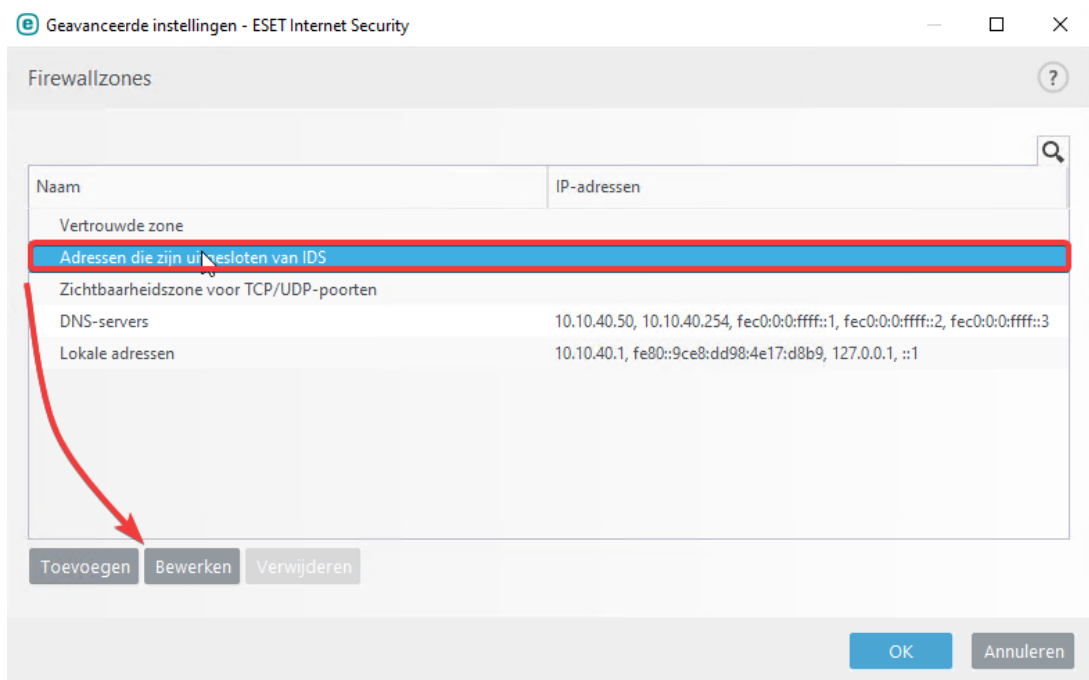 Geavanceerde instellingen - ESET Internet Security
Firewallzones
?
Naam IP-adressen
Vertrouwde zone
Adressen die zijn uitgesloten van IDS
Zichtbaarheidszone voor TCP/UDP-poorten
DNS-servers 10.10.40.50, 10.10.40.254, fec0:0:0:ffff::1, fec0:0:0:ffff::2, fec0:0:0:ffff::3
Lokale adressen 10.10.40.1, fe80::9ce8:dd98:4e17:d8b9, 127.0.0.1, ::1
Toevoegen Bewerken Verwijderen
OK Annuleren